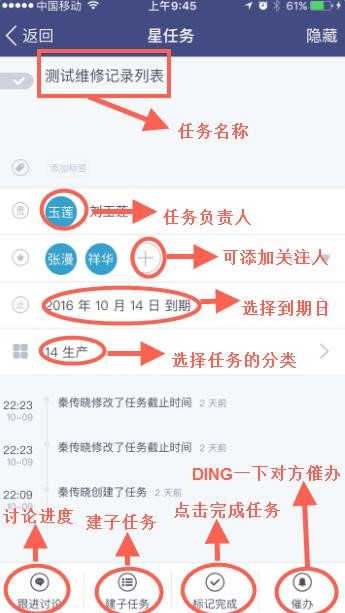 中国移动 上午9:45 61%
返回 星任务 隐藏
测试维修记录列表
任务名称
添加标签
责 玉莲 刘玉莲
任务负责人
张漫 祥华
可添加关注人
止 2016 年 10 月 14 日 到期
选择到期日
14 生产
选择任务的分类
22:23 秦传晓修改了任务截止时间 2 天前
10-09
22:23 秦传晓修改了任务截止时间 2 天前
10-09
DING一下对方催办
22:09 秦传晓创建了任务 2 天前
10-09
讨论进度 建子任务 点击完成任务
跟进讨论 建子任务 标记完成 催办